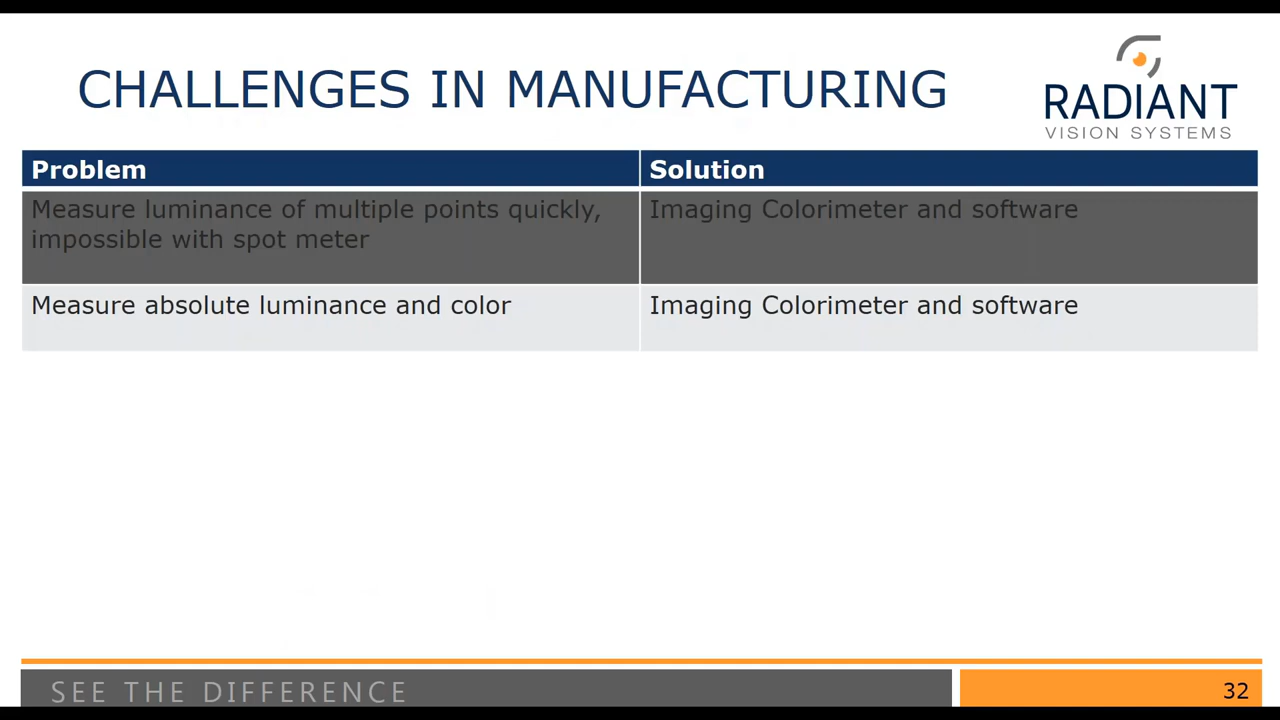 CHALLENGES IN MANUFACTURING
RADIANT
VISION SYSTEMS
Problem
Solution
Measure luminance of multiple points quickly,
impossible with spot meter
Imaging Colorimeter and software
Measure absolute luminance and color
Imaging Colorimeter and software
SEE THE DIFFERENCE
32